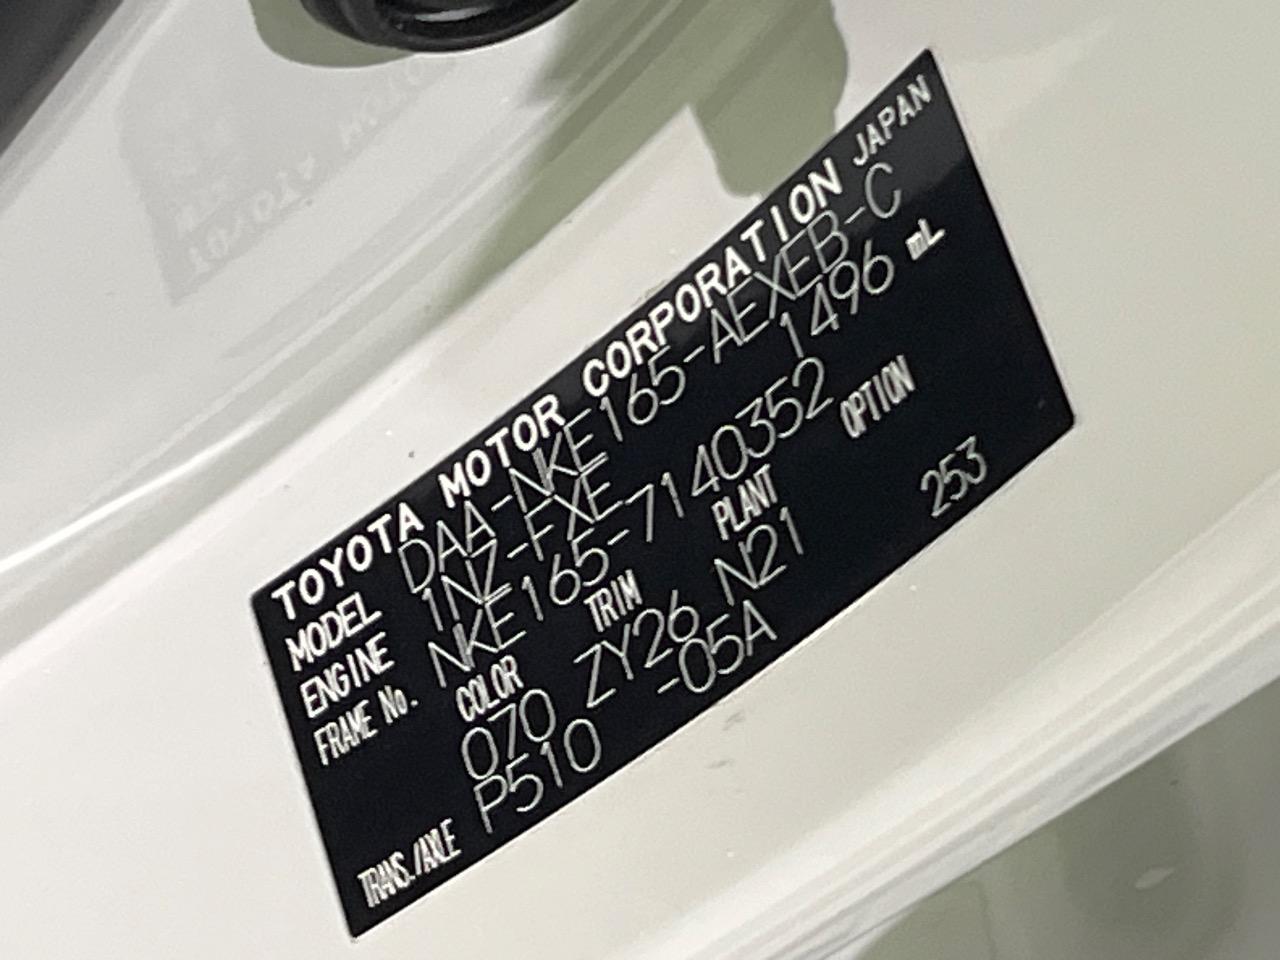 TOYOTA MOTOR CORPORATION JAPAN
MODEL DAA-NKE165-AEXEB-C
ENGINE 1NZ-FXE 1496 mL
FRAME No. NKE165-7140352
COLOR TRIM PLANT OPTION
070 ZY26 N21 253
TRANS./AXLE P510 -05A